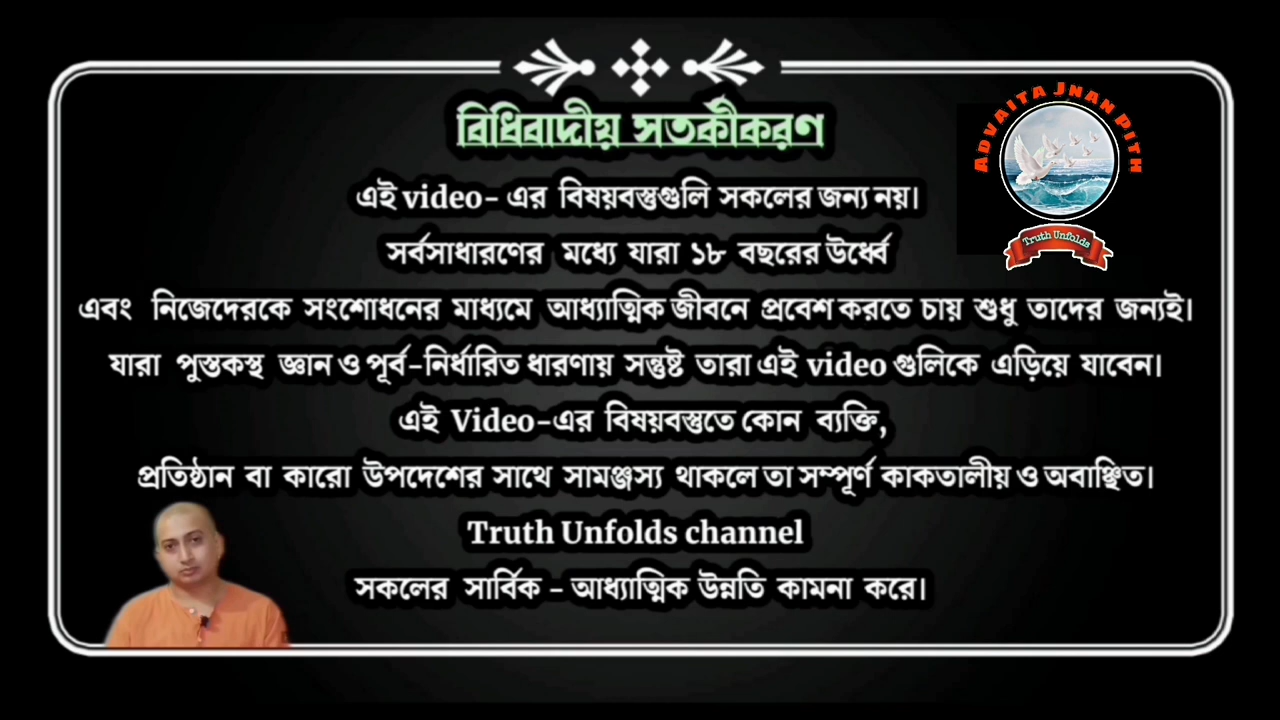 বিধিবাদীয় সতর্কীকরণ
ADVAITA JNAN PITH
Truth Unfolds
এই video- এর বিষয়বস্তুগুলি সকলের জন্য নয়।
সর্বসাধারণের মধ্যে যারা ১৮ বছরের উর্ধ্বে
এবং নিজেদেরকে সংশোধনের মাধ্যমে আধ্যাত্মিক জীবনে প্রবেশ করতে চায় শুধু তাদের জন্যই।
যারা পুস্তকস্থ জ্ঞান ও পূর্ব-নির্ধারিত ধারণায় সন্তুষ্ট তারা এই video গুলিকে এড়িয়ে যাবেন।
এই Video-এর বিষয়বস্তুতে কোন ব্যক্তি,
প্রতিষ্ঠান বা কারো উপদেশের সাথে সামঞ্জস্য থাকলে তা সম্পূর্ণ কাকতালীয় ও অবাঞ্ছিত।
Truth Unfolds channel
সকলের সার্বিক - আধ্যাত্মিক উন্নতি কামনা করে।